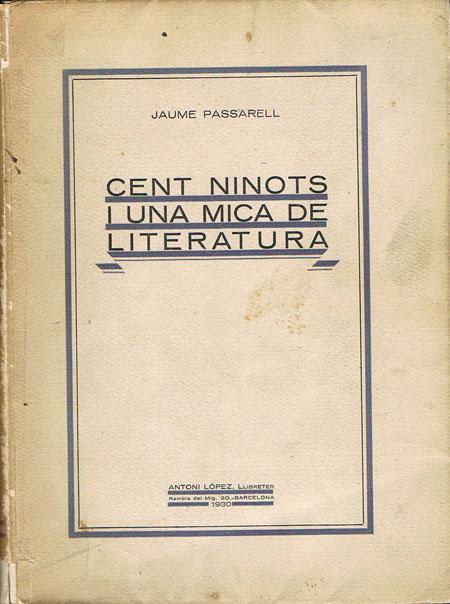 JAUME PASSARELL
CENT NINOTS
I UNA MICA DE
LITERATURA
ANTONI LÓPEZ, LLIBRETER
Rambla del Mig, 20.-BARCELONA
1930